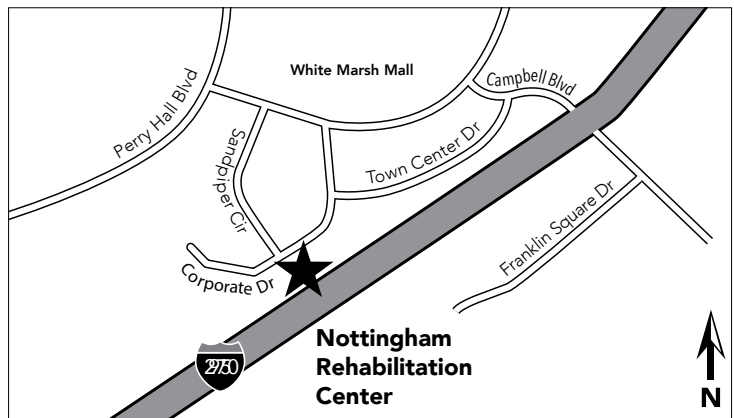 White Marsh Mall
Campbell Blvd
Perry Hall Blvd
Sandpiper Cir
Town Center Dr
Franklin Square Dr
Corporate Dr
Nottingham
Rehabilitation
Center
N